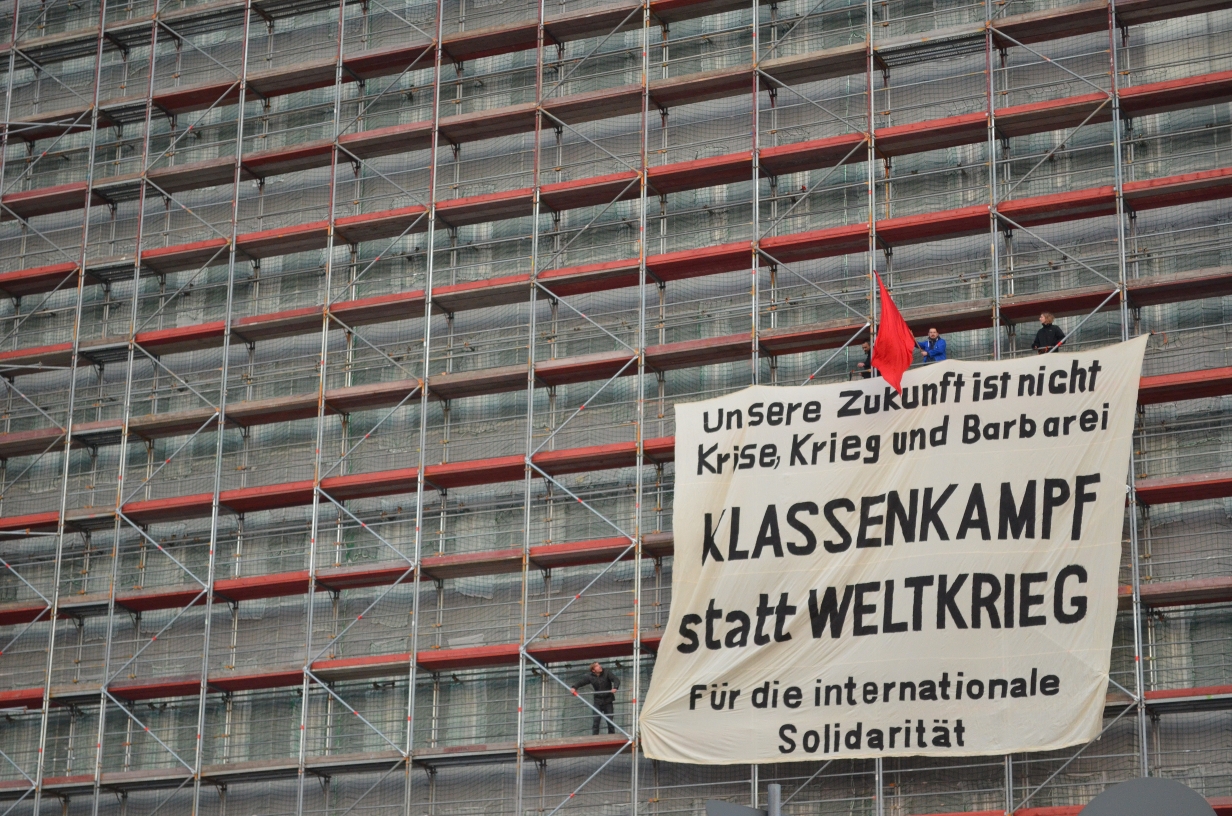 Unsere Zukunft ist nicht
Krise, Krieg und Barbarei
KLASSENKAMPF
statt WELTKRIEG
Für die internationale
Solidarität